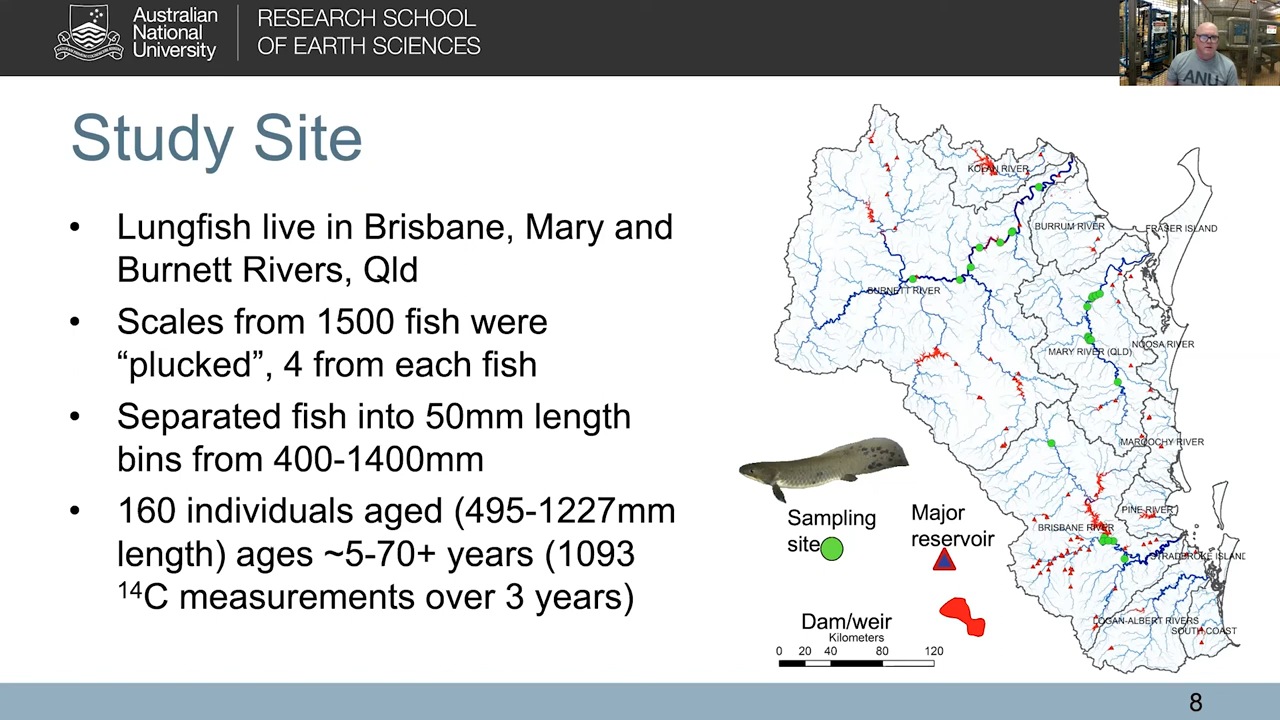 Australian
National
University
RESEARCH SCHOOL
OF EARTH SCIENCES
ANU
Study Site
• Lungfish live in Brisbane, Mary and
Burnett Rivers, Qld
• Scales from 1500 fish were
“plucked”, 4 from each fish
• Separated fish into 50mm length
bins from 400-1400mm
• 160 individuals aged (495-1227mm
length) ages ~5-70+ years (1093
¹⁴C measurements over 3 years)
KOLAN RIVER
BURRUM RIVER
FRASER ISLAND
BURNETT RIVER
MARY RIVER (QLD)
NOOSA RIVER
MAROOCHY RIVER
PINE RIVER
BRISBANE RIVER
STRADBROKE ISLAND
LOGAN-ALBERT RIVERS
SOUTH COAST
Sampling
site
Major
reservoir
Dam/weir
Kilometers
0 20 40 80 120
8